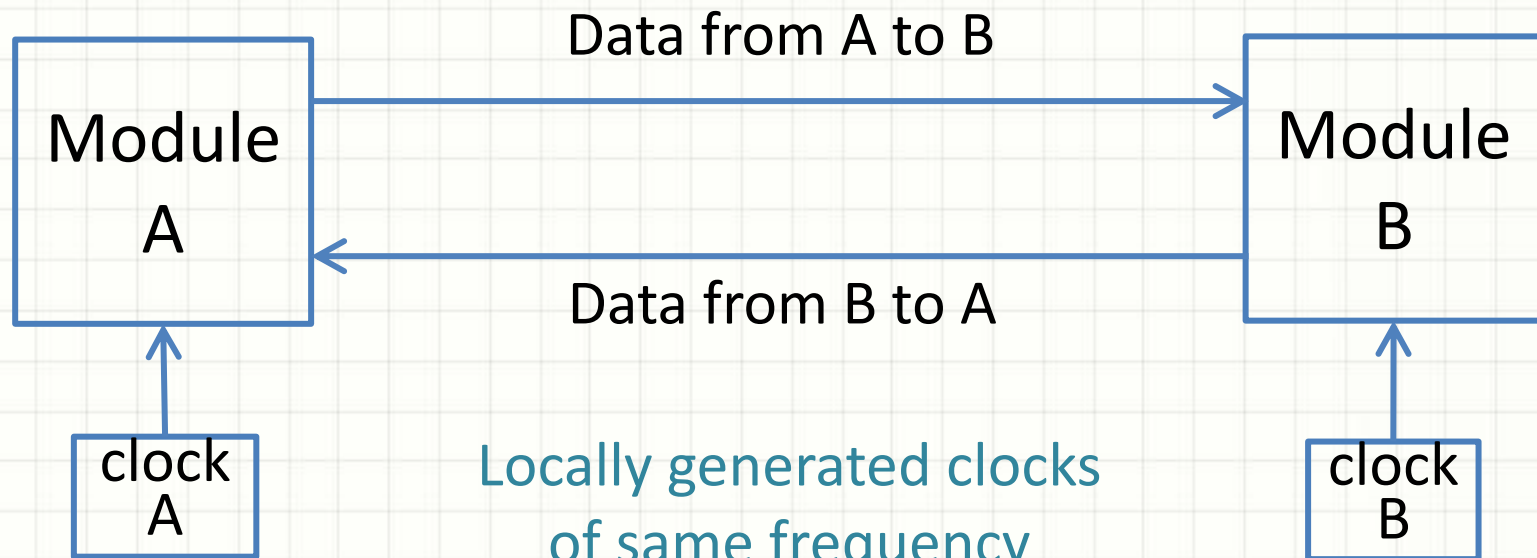 Data from A to B
Module
A
Module
B
Data from B to A
clock
A
Locally generated clocks
of same frequency
clock
B